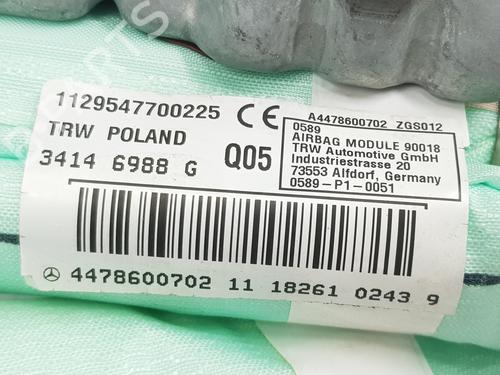 1129547700225 CE
A4478600702 ZGS012
TRW POLAND
3414 6988 G Q05
0589
AIRBAG MODULE 90018
TRW Automotive GmbH
Industriestrasse 20
73553 Alfdorf, Germany
0589-P1-0051
4478600702 11 18261 0243 9